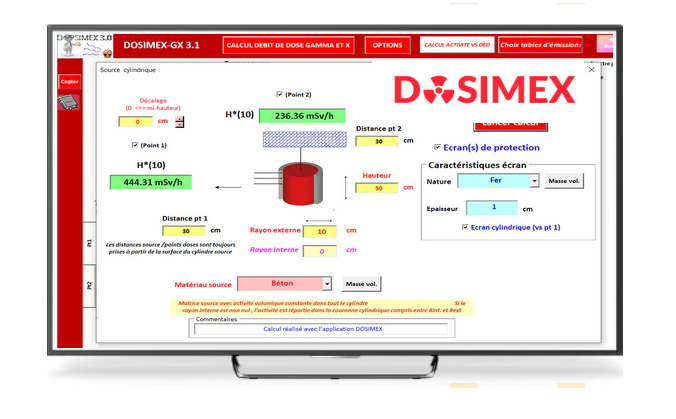 DOSIMEX 3.0
DOSIMEX-GX 3.1
CALCUL DEBIT DE DOSE GAMMA ET X
OPTIONS
CALCUL ACTIVITE VS DED
Choix tables d'émissions
Copier
Source cylindrique
DOSIMEX
Décalage
(0 <=> mi-hauteur)
0 cm
(Point 2)
H*(10) 236.36 mSv/h
Distance pt 2
30 cm
Lancer calcul
Ecran(s) de protection
(Point 1)
H*(10)
444.31 mSv/h
Hauteur
50 cm
Caractéristiques écran
Nature Fer Masse vol.
Epaisseur 1 cm
Ecran cylindrique (vs pt 1)
Distance pt 1
30 cm
Rayon externe 10 cm
Rayon interne 0 cm
Les distances source /points doses sont toujours
prises à partir de la surface du cylindre source
Pt1
Pt2
Matériau source Béton Masse vol.
Matrice source avec activité volumique constante dans tout le cylindre Si le
rayon interne est non nul , l'activité est répartie dans la couronne cylindrique compris entre Rint. et Rext
Commentaires
Calcul réalisé avec l'application DOSIMEX